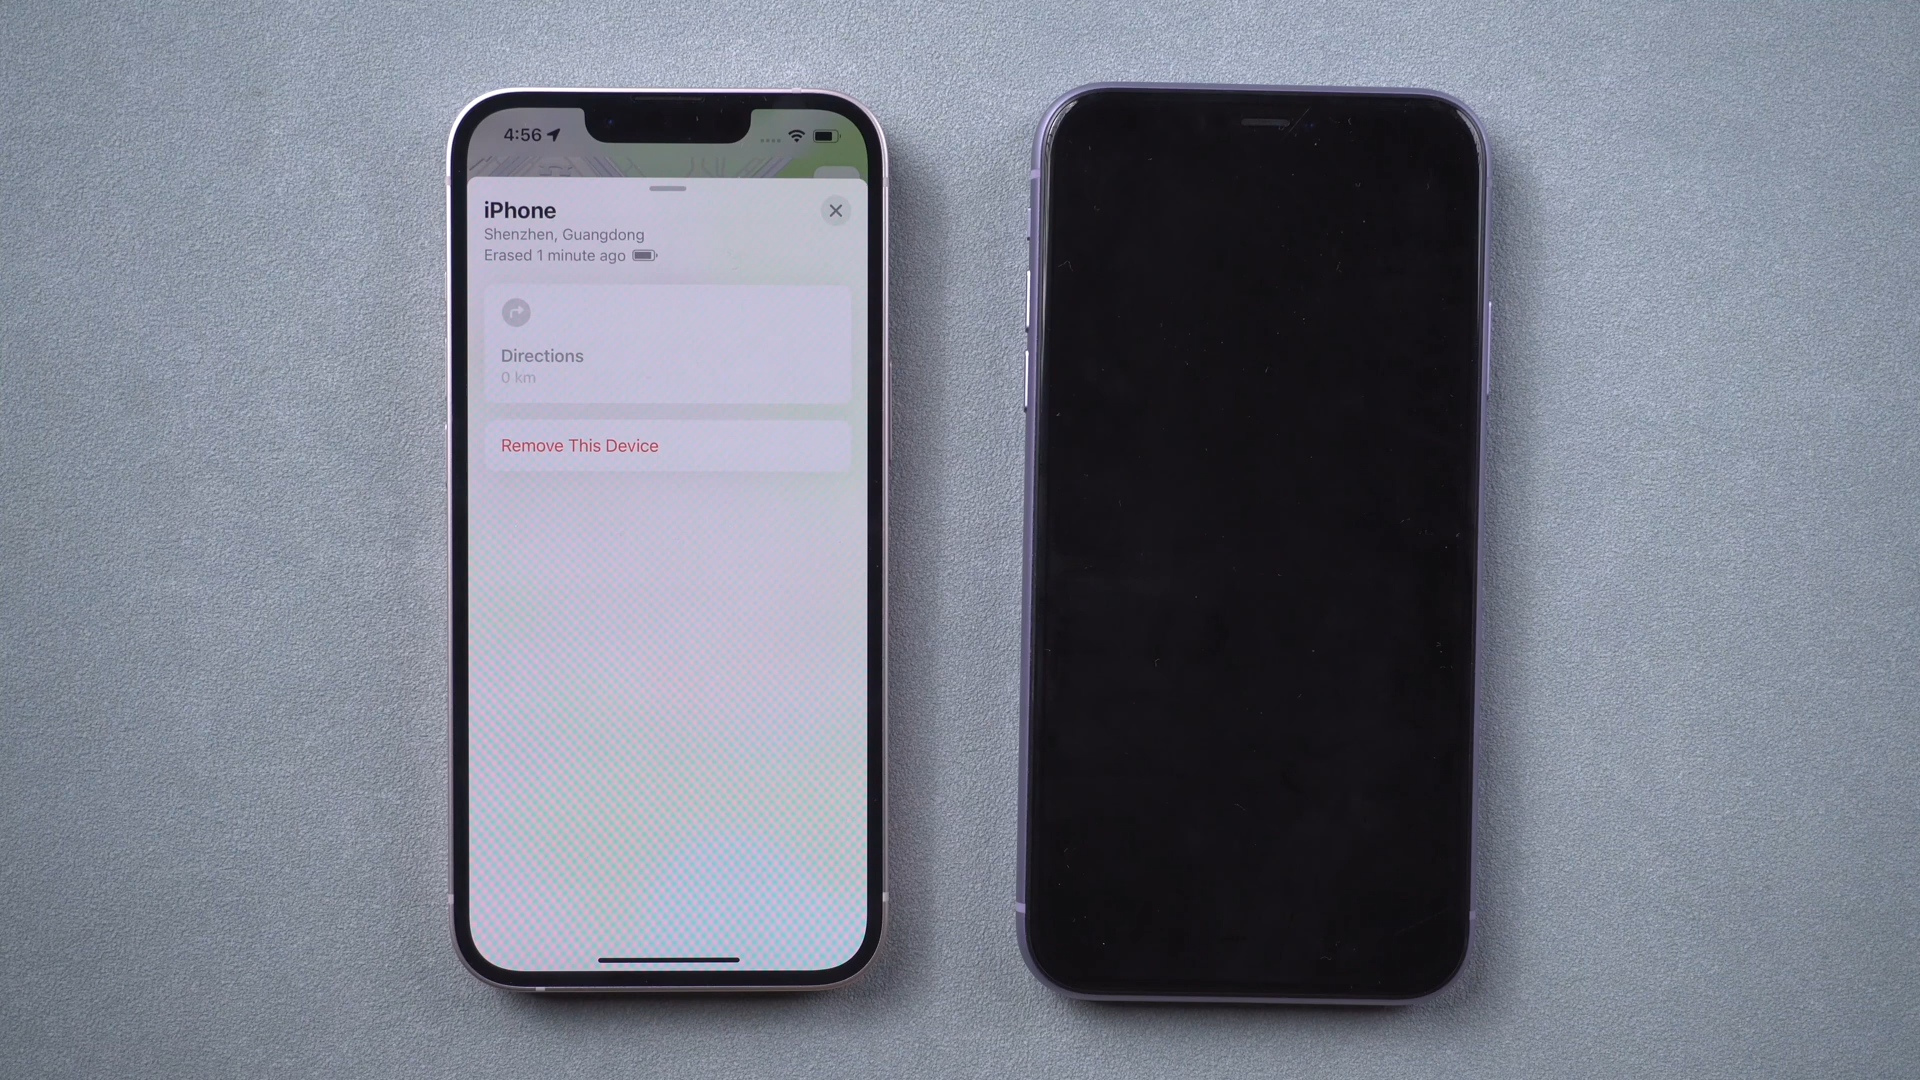 4:56
iPhone
Shenzhen, Guangdong
Erased 1 minute ago
Directions
0 km
Remove This Device